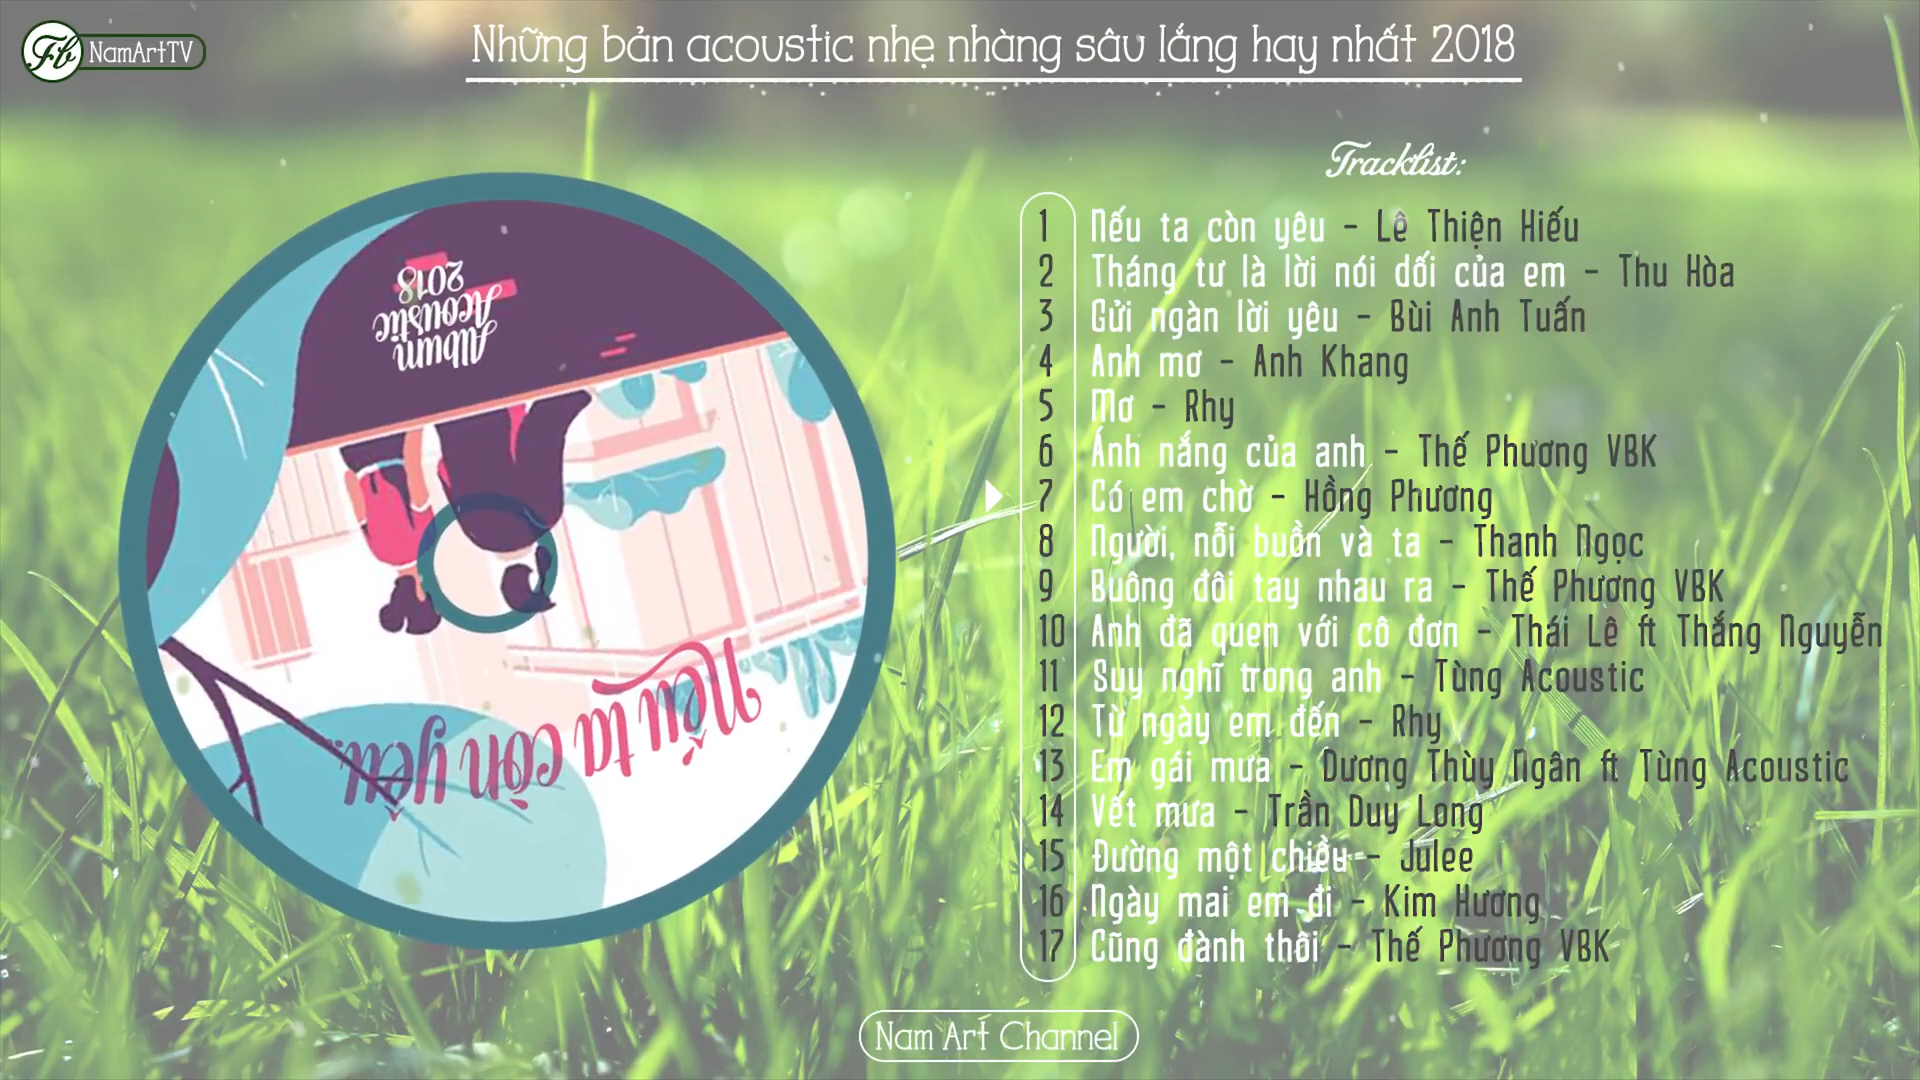 Fb NamArtTV
Những bản acoustic nhẹ nhàng sâu lắng hay nhất 2018
Tracklist:
1 Nếu ta còn yêu - Lê Thiện Hiếu
2 Tháng tư là lời nói dối của em - Thu Hòa
3 Gửi ngàn lời yêu - Bùi Anh Tuấn
4 Anh mơ - Anh Khang
5 Mơ - Rhy
6 Ánh nắng của anh - Thế Phương VBK
7 Có em chờ - Hồng Phương
8 Người, nỗi buồn và ta - Thanh Ngọc
9 Buông đôi tay nhau ra - Thế Phương VBK
10 Anh đã quen với cô đơn - Thái Lê ft Thắng Nguyễn
11 Suy nghĩ trong anh - Tùng Acoustic
12 Từ ngày em đến - Rhy
13 Em gái mưa - Dương Thùy Ngân ft Tùng Acoustic
14 Vết mưa - Trần Duy Long
15 Đường một chiều - Julee
16 Ngày mai em đi - Kim Hương
17 Cũng đành thôi - Thế Phương VBK
Album
Acoustic
2018
Nếu ta còn yêu...
Nam Art Channel